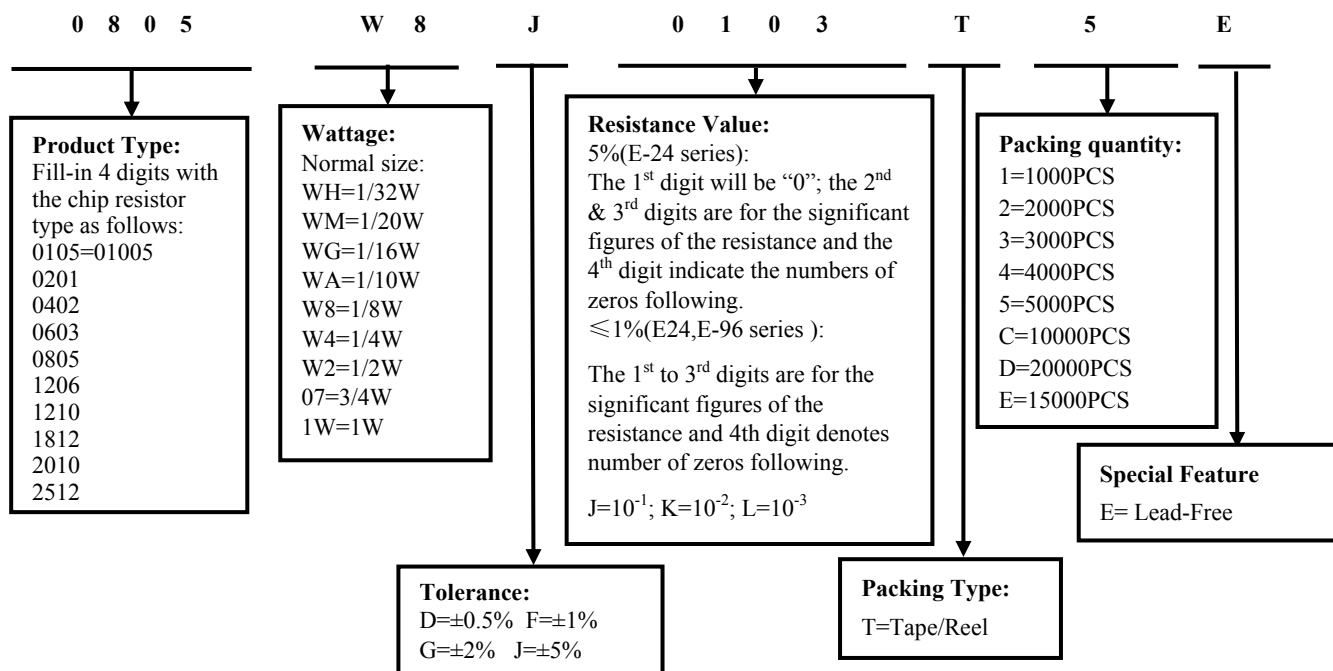 0 8 0 5 W 8 J 0 1 0 3 T 5 E
Product Type:
Fill-in 4 digits with
the chip resistor
type as follows:
0105=01005
0201
0402
0603
0805
1206
1210
1812
2010
2512
Wattage:
Normal size:
WH=1/32W
WM=1/20W
WG=1/16W
WA=1/10W
W8=1/8W
W4=1/4W
W2=1/2W
07=3/4W
1W=1W
Tolerance:
D=±0.5% F=±1%
G=±2% J=±5%
Resistance Value:
5%(E-24 series):
The 1st digit will be “0”; the 2nd
& 3rd digits are for the significant
figures of the resistance and the
4th digit indicate the numbers of
zeros following.
≤1%(E24,E-96 series ):
The 1st to 3rd digits are for the
significant figures of the
resistance and 4th digit denotes
number of zeros following.
J=10-1; K=10-2; L=10-3
Packing Type:
T=Tape/Reel
Packing quantity:
1=1000PCS
2=2000PCS
3=3000PCS
4=4000PCS
5=5000PCS
C=10000PCS
D=20000PCS
E=15000PCS
Special Feature
E= Lead-Free